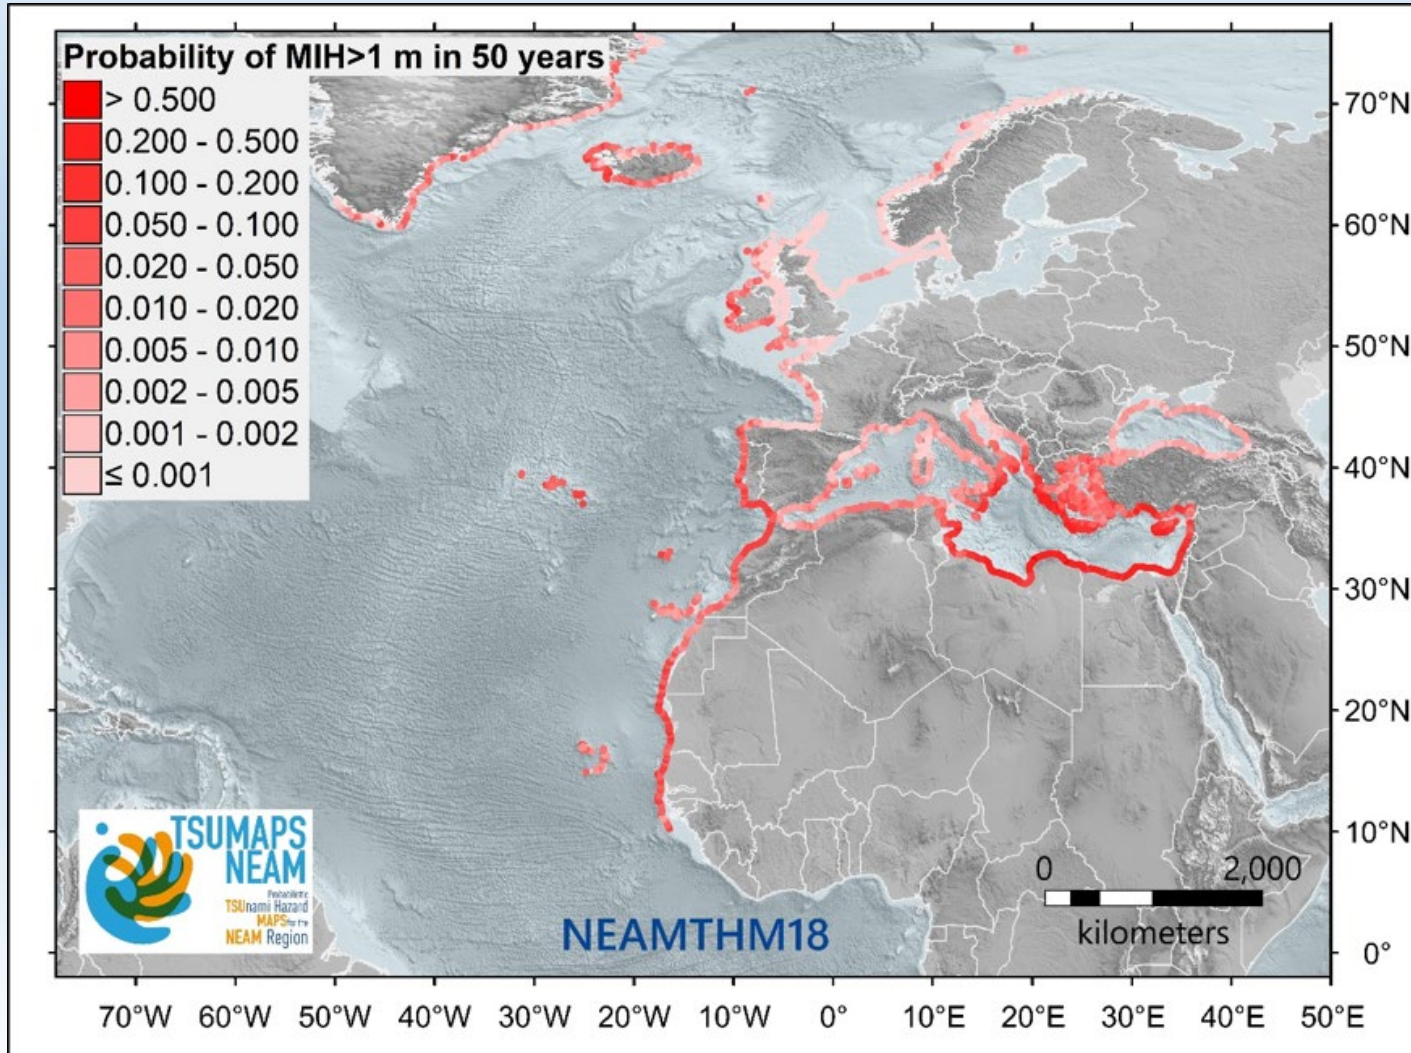 Probability of MIH>1 m in 50 years
> 0.500
0.200 - 0.500
0.100 - 0.200
0.050 - 0.100
0.020 - 0.050
0.010 - 0.020
0.005 - 0.010
0.002 - 0.005
0.001 - 0.002
≤ 0.001
70°N
60°N
50°N
40°N
30°N
20°N
10°N
0°
TSUMAPS
NEAM
Probabilistic
TSUnami Hazard
MAPS for the
NEAM Region
NEAMTHM18
0 2,000
kilometers
70°W 60°W 50°W 40°W 30°W 20°W 10°W 0° 10°E 20°E 30°E 40°E 50°E